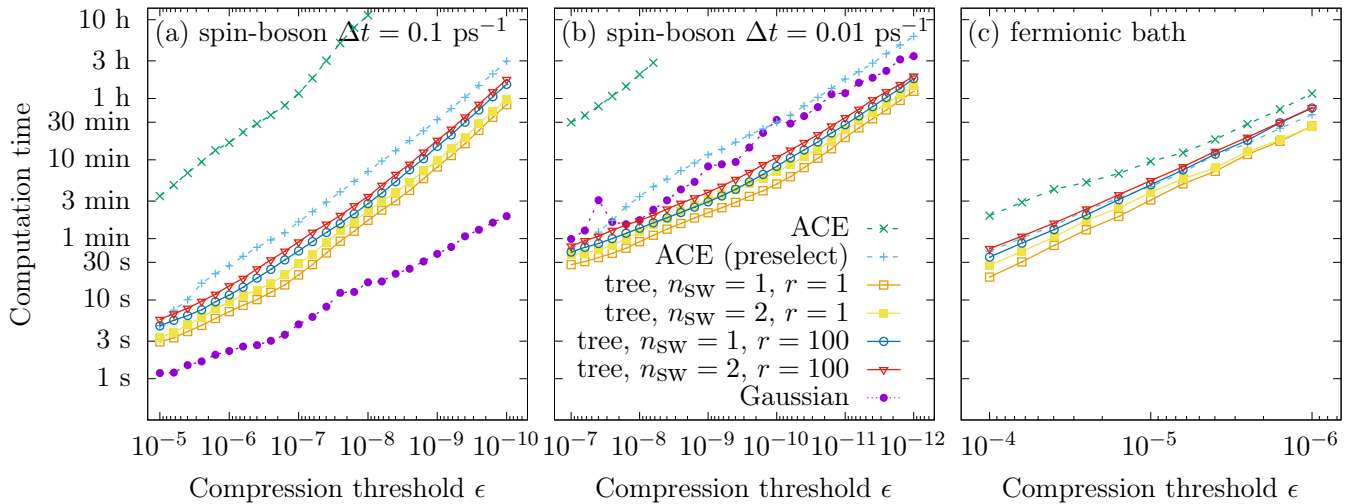 (a) spin-boson Δt = 0.1 ps⁻¹
(b) spin-boson Δt = 0.01 ps⁻¹
(c) fermionic bath
Computation time
10 h
3 h
1 h
30 min
10 min
3 min
1 min
30 s
10 s
3 s
1 s
ACE
ACE (preselect)
tree, n_sw = 1, r = 1
tree, n_sw = 2, r = 1
tree, n_sw = 1, r = 100
tree, n_sw = 2, r = 100
Gaussian
10⁻⁵ 10⁻⁶ 10⁻⁷ 10⁻⁸ 10⁻⁹ 10⁻¹⁰
10⁻⁷ 10⁻⁸ 10⁻⁹ 10⁻¹⁰ 10⁻¹¹ 10⁻¹²
10⁻⁴ 10⁻⁵ 10⁻⁶
Compression threshold ϵ
Compression threshold ϵ
Compression threshold ϵ